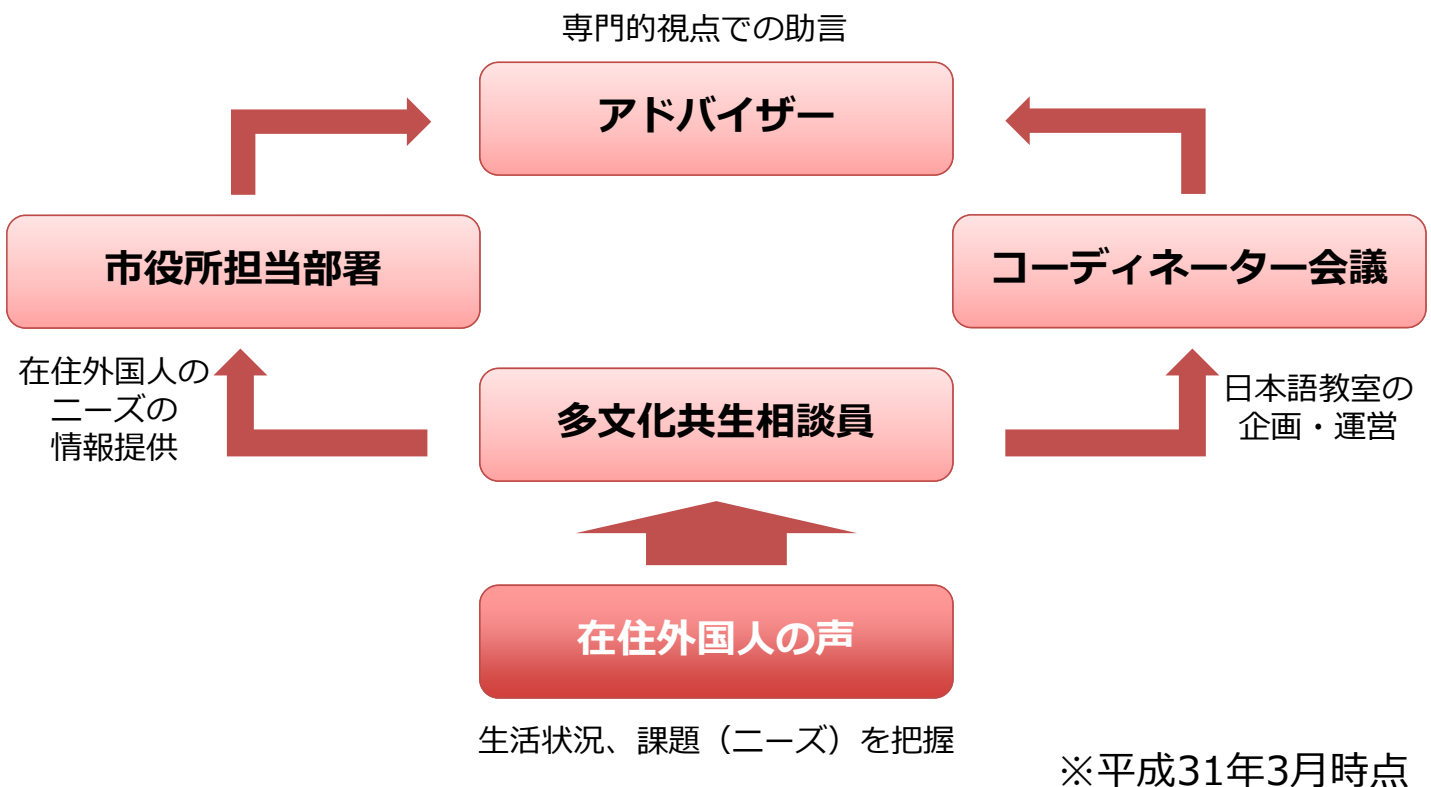 専門的視点での助言
アドバイザー
市役所担当部署
コーディネーター会議
在住外国人の
ニーズの
情報提供
多文化共生相談員
日本語教室の
企画・運営
在住外国人の声
生活状況、課題（ニーズ）を把握
※平成31年3月時点